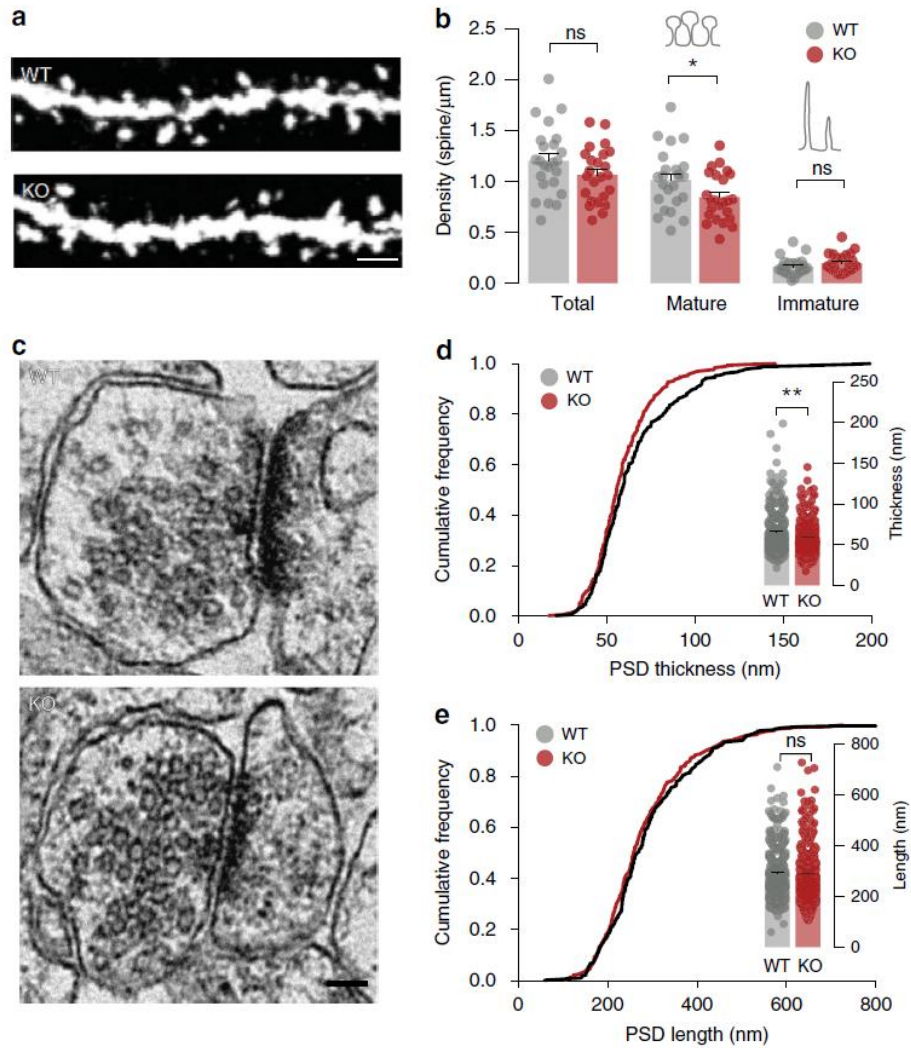 a
WT
KO
b
Density (spine/μm)
2.5
2.0
1.5
1.0
0.5
0.0
ns
*
ns
WT
KO
Total
Mature
Immature
c
WT
KO
d
Cumulative frequency
1.0
0.8
0.6
0.4
0.2
0.0
WT
KO
**
250
200
150
100
50
0
Thickness (nm)
WT KO
0 50 100 150 200
PSD thickness (nm)
e
Cumulative frequency
1.0
0.8
0.6
0.4
0.2
0.0
WT
KO
ns
800
600
400
200
0
Length (nm)
WT KO
0 200 400 600 800
PSD length (nm)